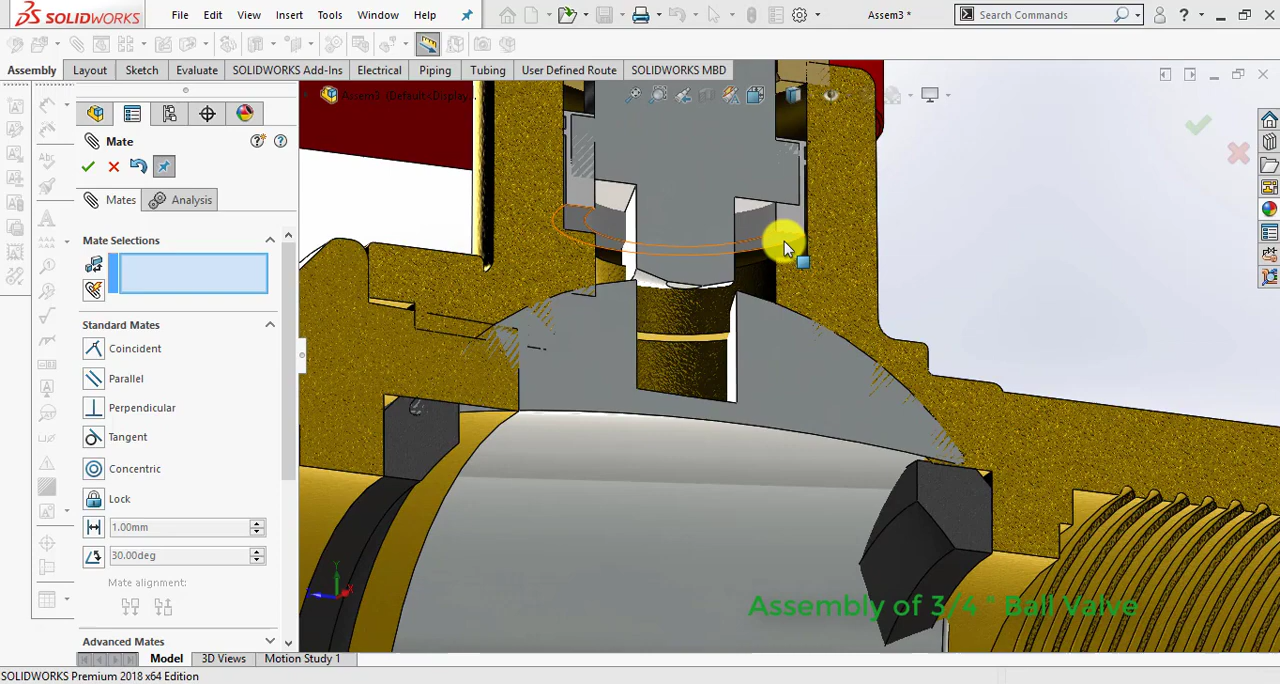 SOLIDWORKS
File Edit View Insert Tools Window Help
Assem3 *
Search Commands
Assembly Layout Sketch Evaluate SOLIDWORKS Add-Ins Electrical Piping Tubing User Defined Route SOLIDWORKS MBD
Assem3 (Default<Display...
Mate
Mates
Analysis
Mate Selections
Standard Mates
Coincident
Parallel
Perpendicular
Tangent
Concentric
Lock
1.00mm
30.00deg
Mate alignment:
Advanced Mates
Assembly of 3/4 " Ball Valve
Model 3D Views Motion Study 1
SOLIDWORKS Premium 2018 x64 Edition